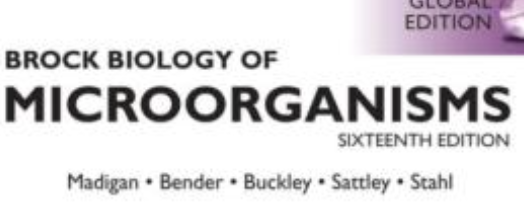 GLOBAL
EDITION
BROCK BIOLOGY OF
MICROORGANISMS
SIXTEENTH EDITION
Madigan • Bender • Buckley • Sattley • Stahl